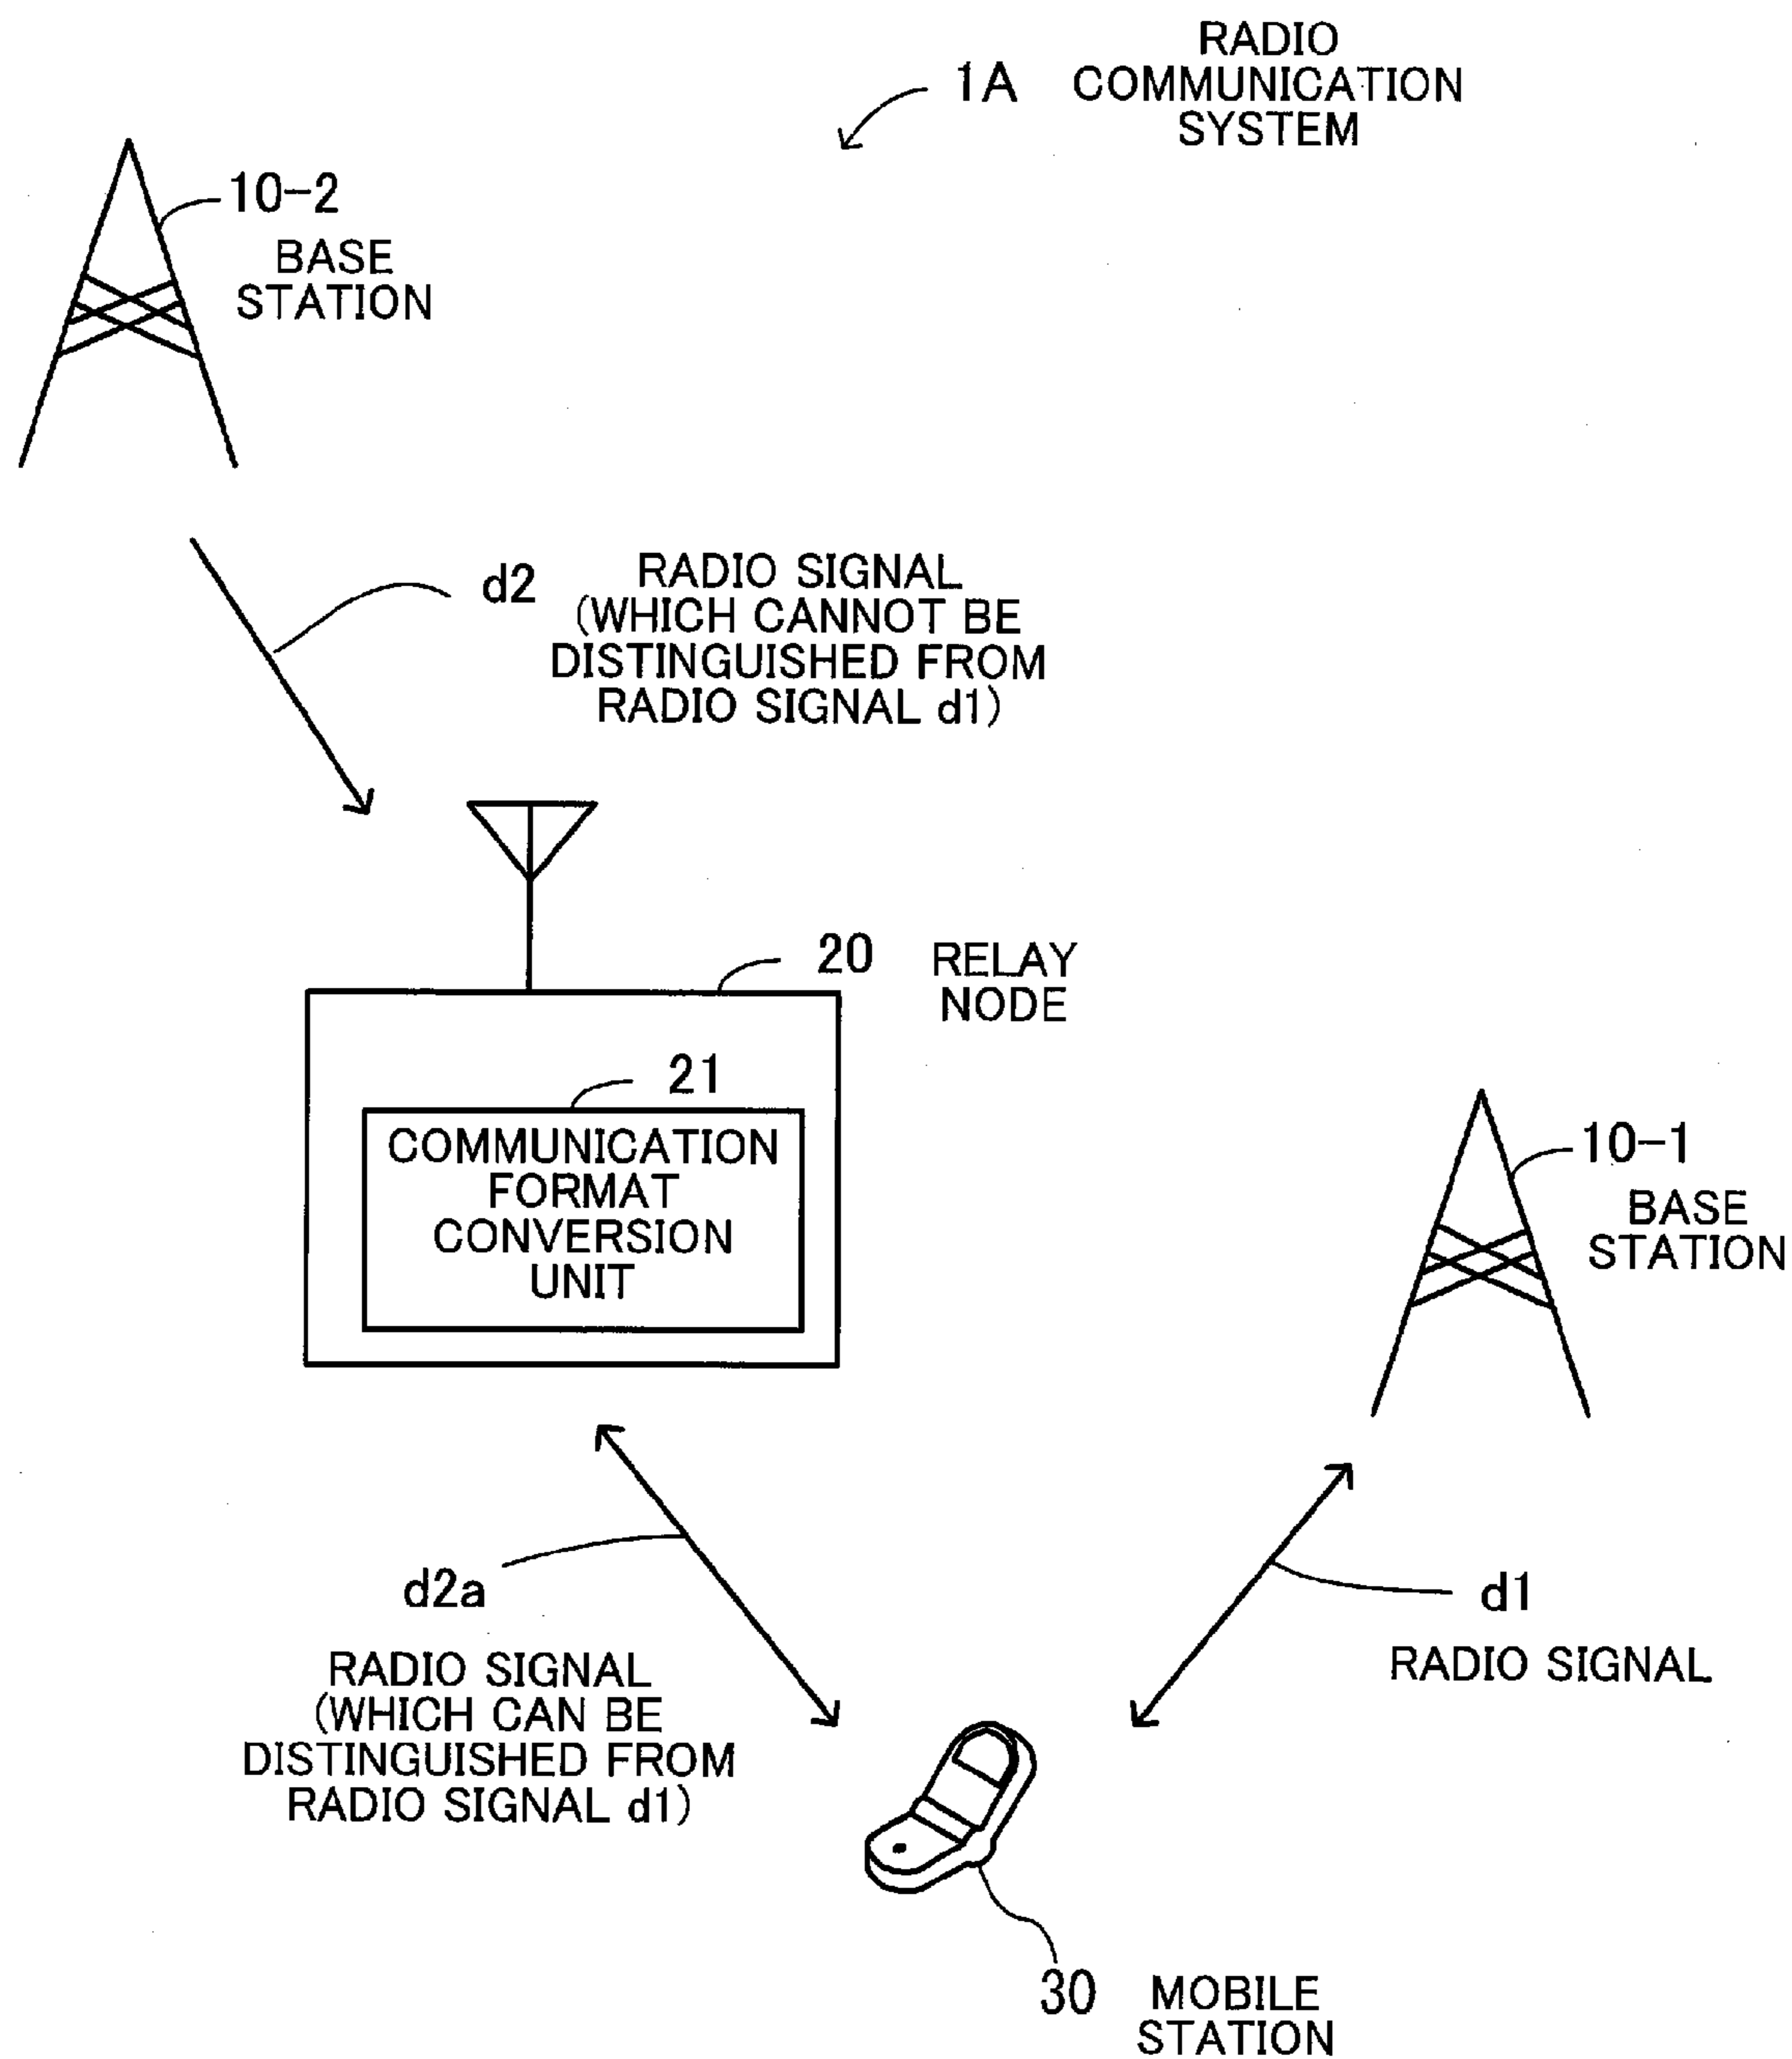 RADIO
1A COMMUNICATION
SYSTEM
10-2
BASE
STATION
d2 RADIO SIGNAL
(WHICH CANNOT BE
DISTINGUISHED FROM
RADIO SIGNAL d1)
20 RELAY
NODE
21
COMMUNICATION
FORMAT
CONVERSION
UNIT
10-1
BASE
STATION
d2a
RADIO SIGNAL
(WHICH CAN BE
DISTINGUISHED FROM
RADIO SIGNAL d1)
d1
RADIO SIGNAL
30 MOBILE
STATION